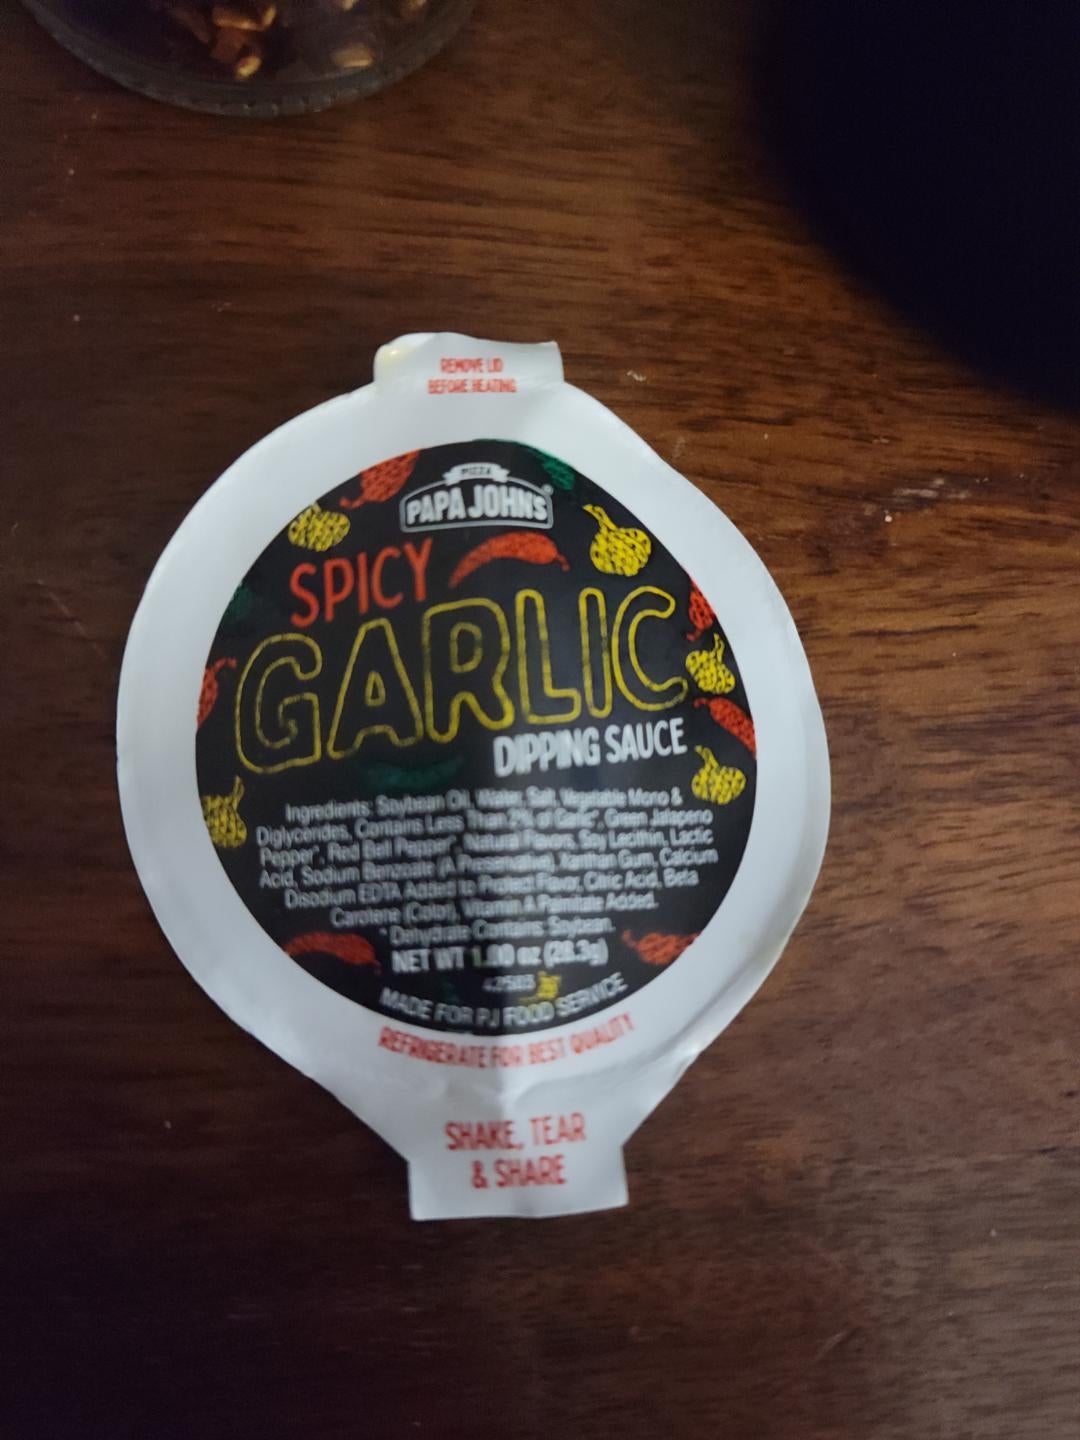 REMOVE LID
BEFORE HEATING
PIZZA
PAPA JOHN'S®
SPICY
GARLIC
DIPPING SAUCE
Ingredients: Soybean Oil, Water, Salt, Vegetable Mono &
Diglycerides, Contains Less Than 2% of Garlic*, Green Jalapeno
Pepper*, Red Bell Pepper*, Natural Flavors, Soy Lecithin, Lactic
Acid, Sodium Benzoate (A Preservative), Xanthan Gum, Calcium
Disodium EDTA Added to Protect Flavor, Citric Acid, Beta
Carotene (Color), Vitamin A Palmitate Added.
*Dehydrate Contains: Soybean.
NET WT 1.00 oz (28.3g)
MADE FOR PJ FOOD SERVICE
REFRIGERATE FOR BEST QUALITY
SHAKE, TEAR
& SHARE